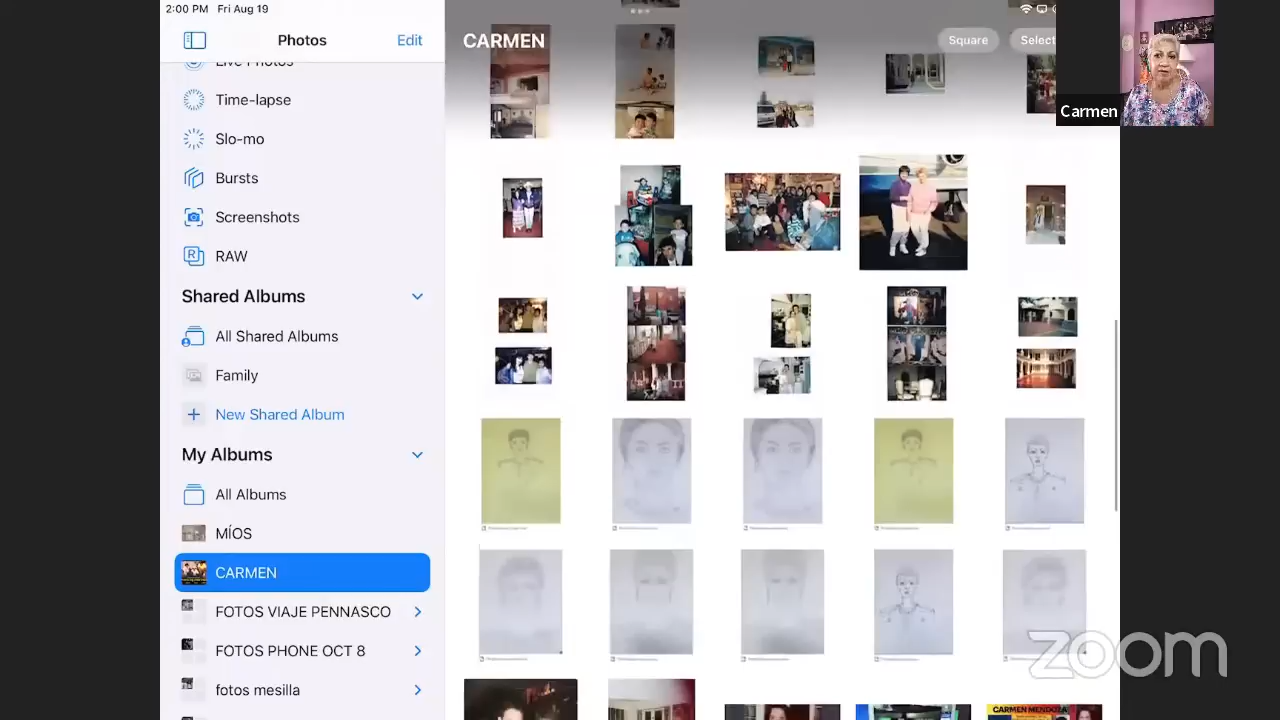 2:00 PM Fri Aug 19
Photos
Edit
CARMEN
Square
Select
Carmen
Live Photos
Time-lapse
Slo-mo
Bursts
Screenshots
RAW
Shared Albums
All Shared Albums
Family
New Shared Album
My Albums
All Albums
MÍOS
CARMEN
FOTOS VIAJE PENNASCO
FOTOS PHONE OCT 8
fotos mesilla
CARMEN MENDOZA
zoom